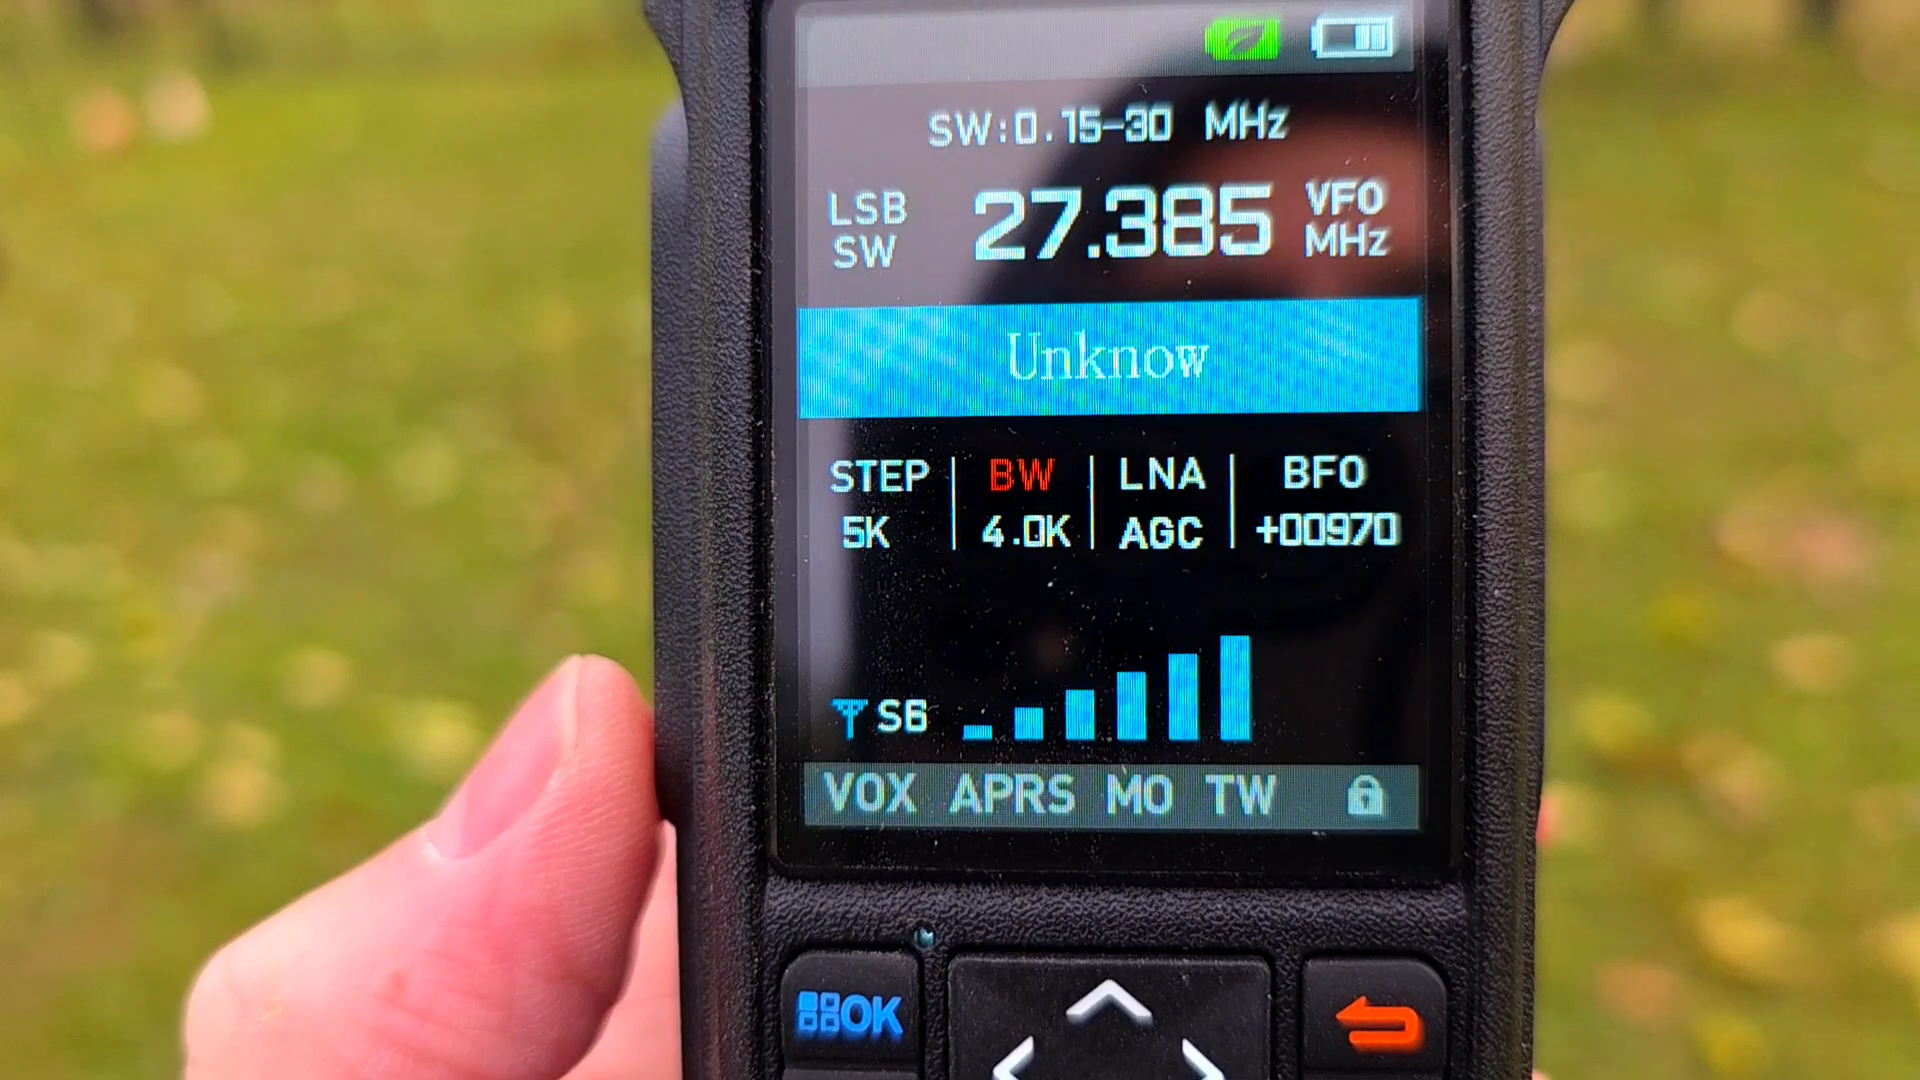 SW:0.15-30 MHz
LSB 27.385 VFO
SW MHz
Unknow
STEP BW LNA BFO
5K 4.0K AGC +00970
S6
VOX APRS MO TW
OK